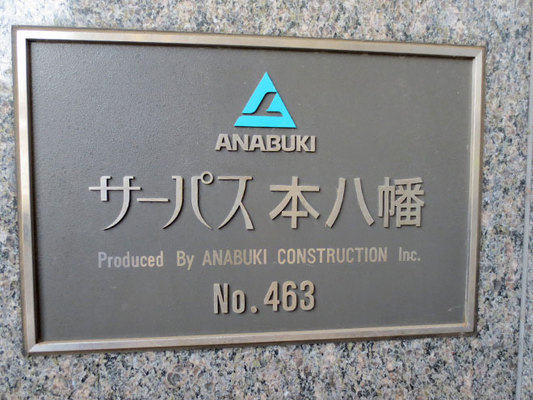 ANABUKI
サーパス 本八幡
Produced By ANABUKI CONSTRUCTION Inc.
No.463